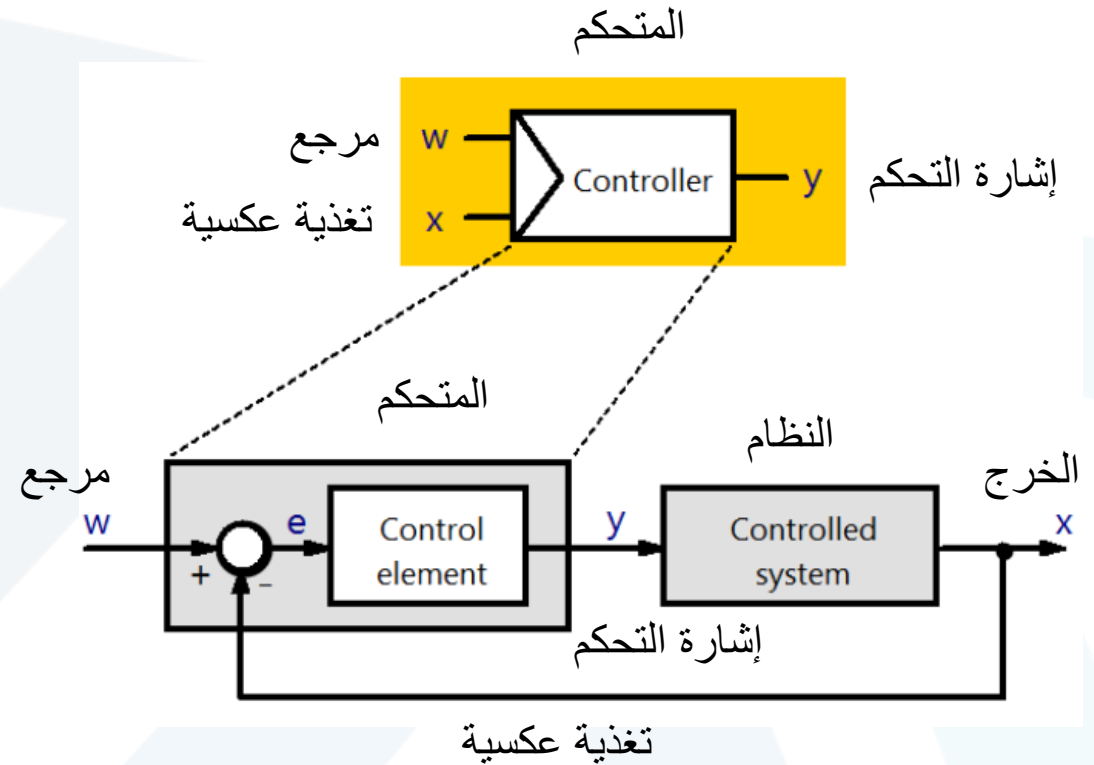 المتحكم
مرجع
w
Controller
y
إشارة التحكم
تغذية عكسية
x
المتحكم
النظام
مرجع
الخرج
w
e
Control
element
y
Controlled
system
x
+
-
إشارة التحكم
تغذية عكسية